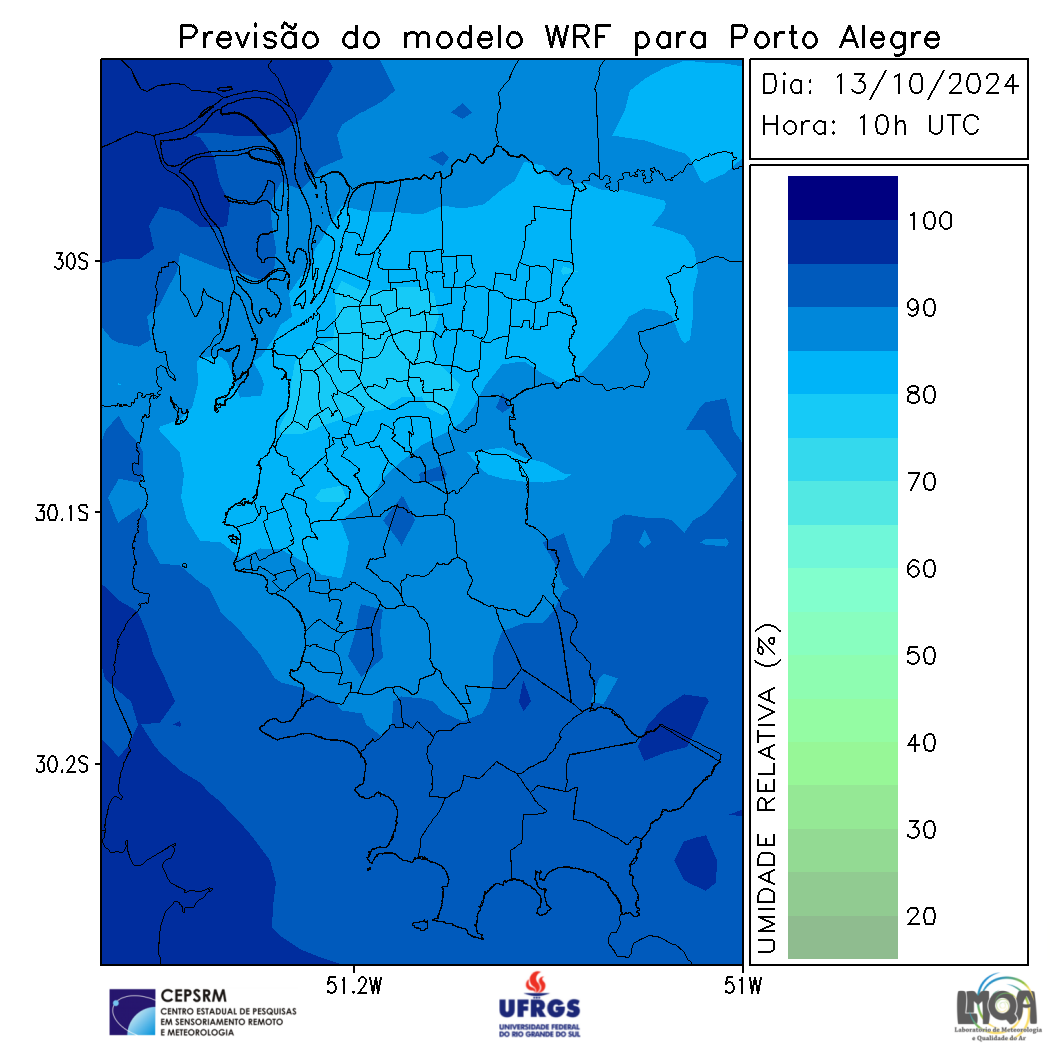 Previsão do modelo WRF para Porto Alegre
Dia: 13/10/2024
Hora: 10h UTC
30S
30.1S
30.2S
51.2W
51W
UMIDADE RELATIVA (%)
100
90
80
70
60
50
40
30
20
CEPSRM
CENTRO ESTADUAL DE PESQUISAS
EM SENSORIAMENTO REMOTO
E METEOROLOGIA
UFRGS
UNIVERSIDADE FEDERAL
DO RIO GRANDE DO SUL
LMQA
Laboratório de Meteorologia
e Qualidade do Ar